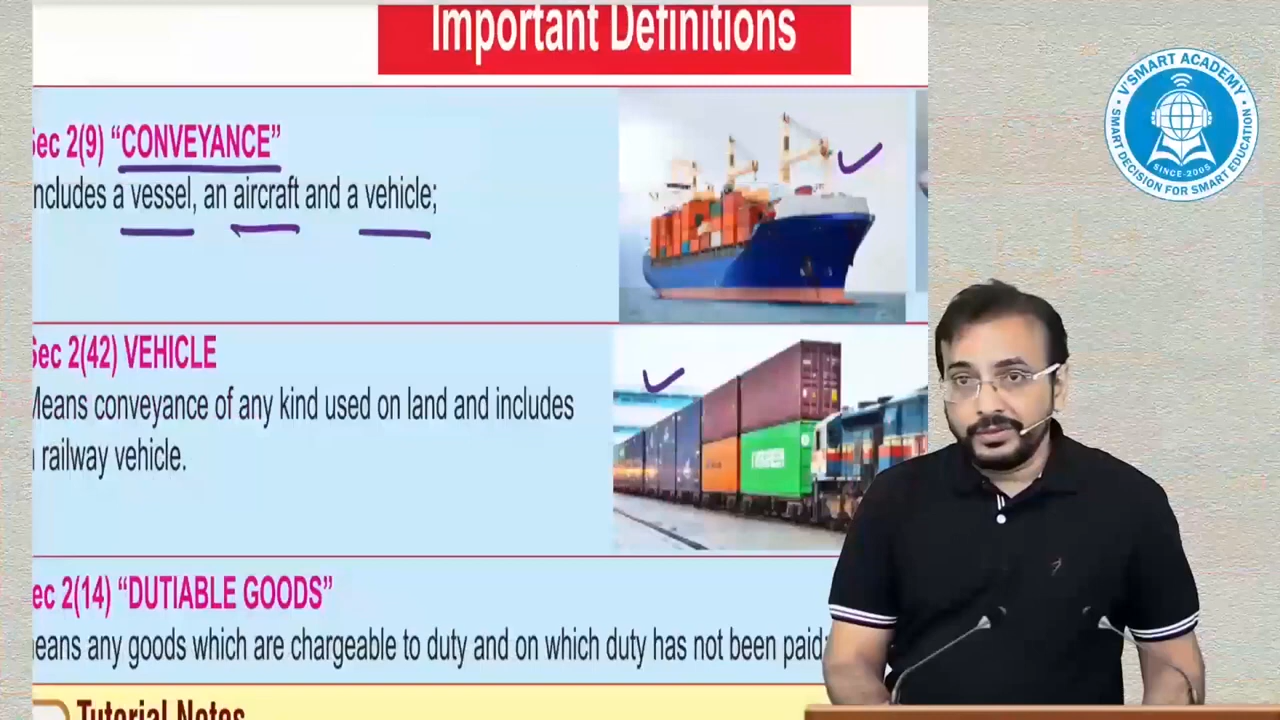 Important Definitions
Sec 2(9) “CONVEYANCE”
includes a vessel, an aircraft and a vehicle;
Sec 2(42) VEHICLE
Means conveyance of any kind used on land and includes
railway vehicle.
Sec 2(14) “DUTIABLE GOODS”
means any goods which are chargeable to duty and on which duty has not been paid;
Tutorial Notes
V'SMART ACADEMY
SINCE-2005
SMART DECISION FOR SMART EDUCATION
EVERGREEN